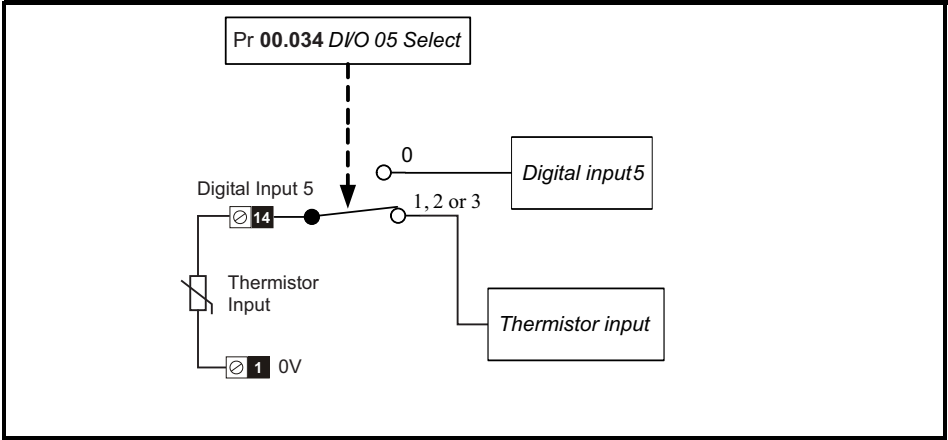 Pr 00.034 DI/O 05 Select
0
Digital input5
Digital Input 5
1, 2 or 3
14
Thermistor
Input
Thermistor input
1 0V